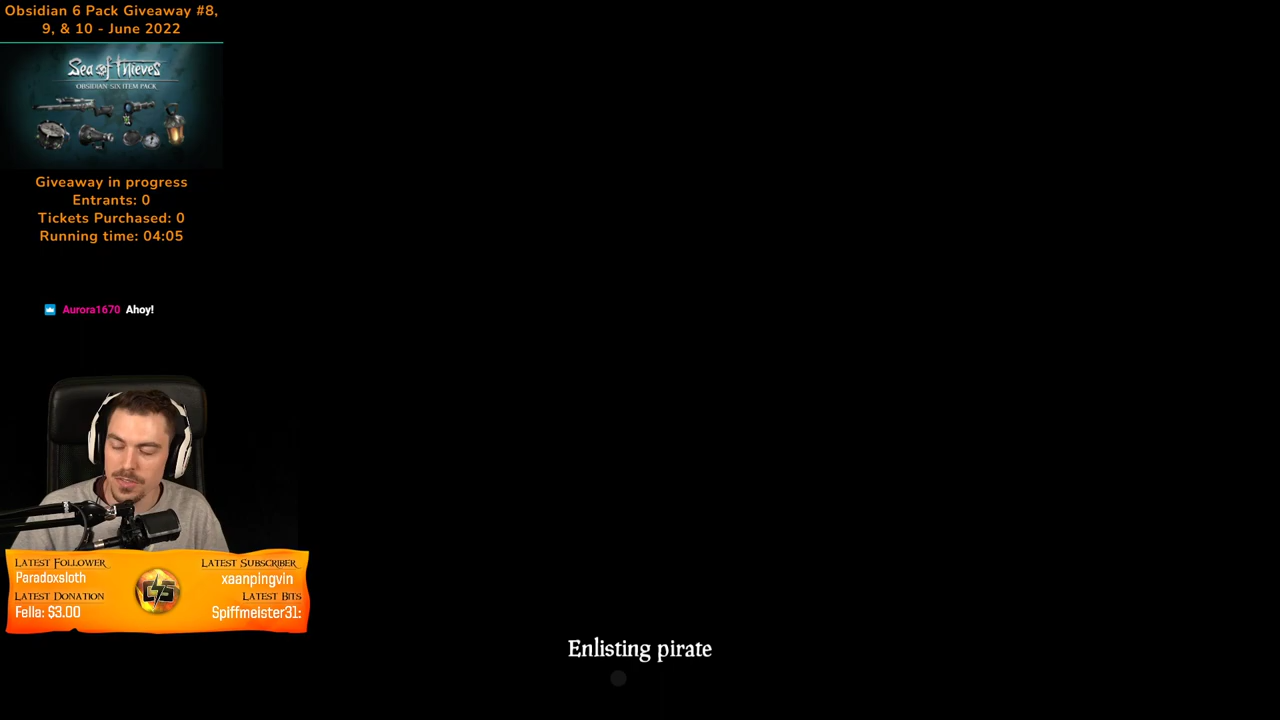 Obsidian 6 Pack Giveaway #8,
9, & 10 - June 2022
Sea of Thieves
'OBSIDIAN' SIX ITEM PACK
Giveaway in progress
Entrants: 0
Tickets Purchased: 0
Running time: 04:05
Aurora1670 Ahoy!
Latest Follower
Paradoxsloth
Latest Donation
Fella: $3.00
Latest Subscriber
xaanpingvin
Latest Bits
Spiffmeister31:
Enlisting pirate